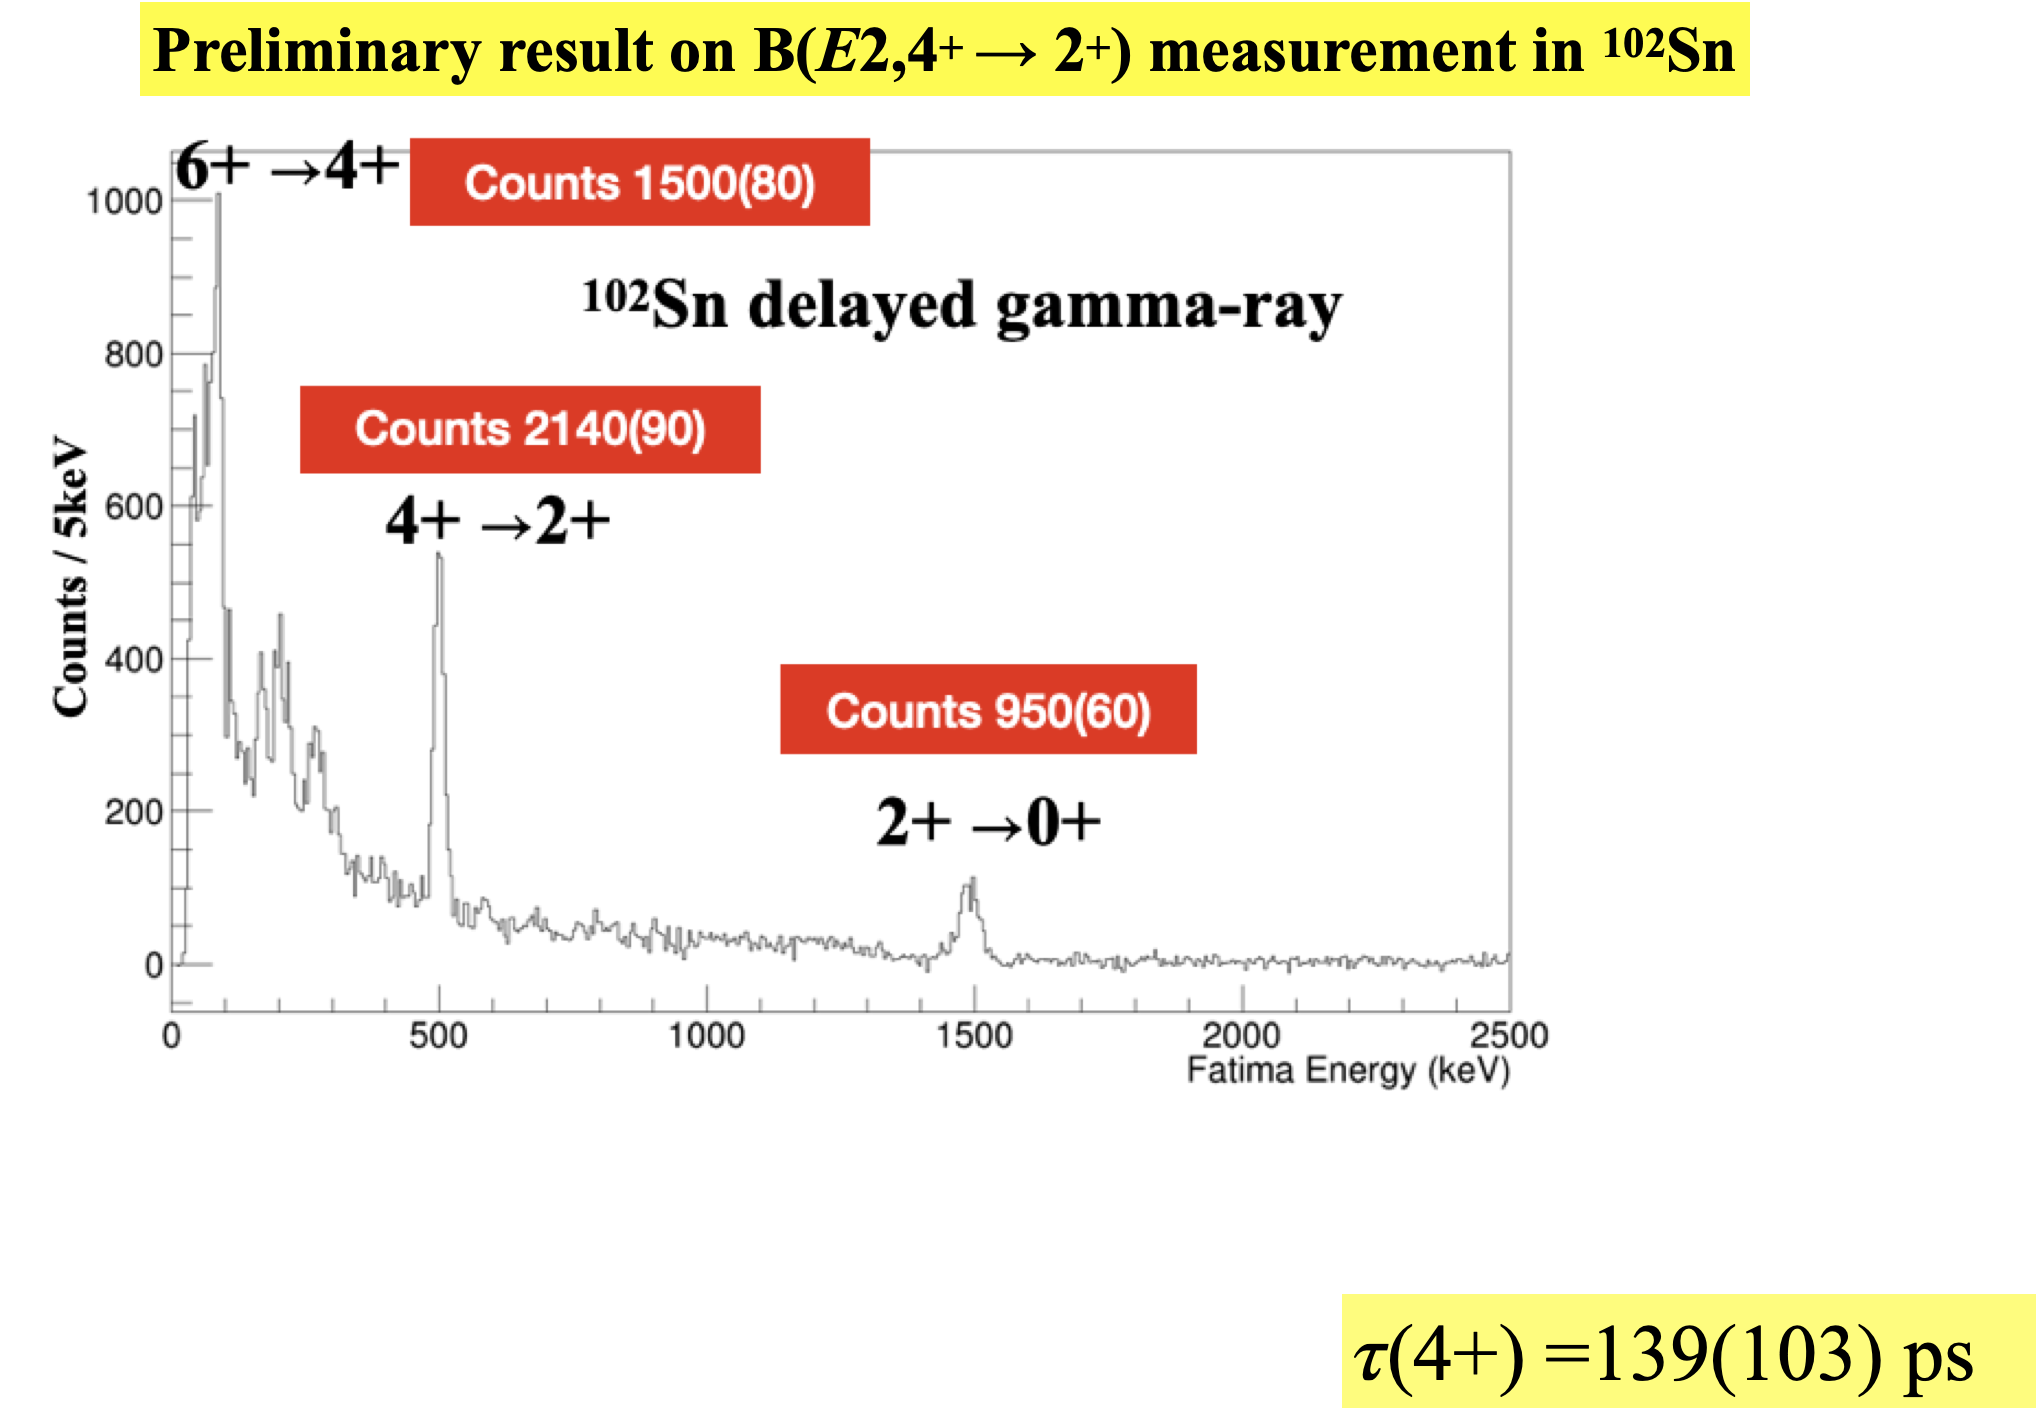 Preliminary result on B(E2,4+ → 2+) measurement in ¹⁰²Sn
6+ →4+
Counts 1500(80)
¹⁰²Sn delayed gamma-ray
Counts 2140(90)
4+ →2+
Counts 950(60)
2+ →0+
Counts / 5keV
1000
800
600
400
200
0
0 500 1000 1500 2000 2500
Fatima Energy (keV)
τ(4+) =139(103) ps